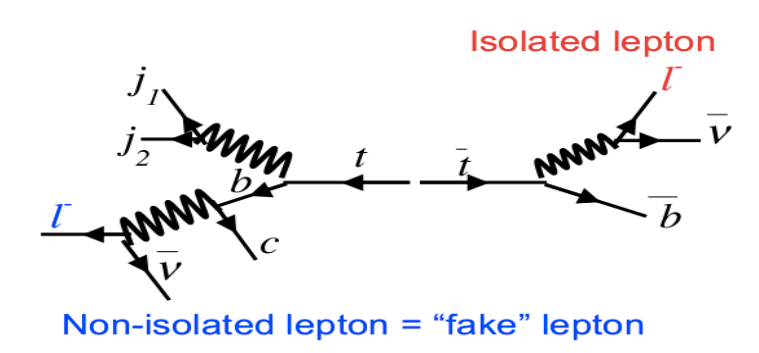 Isolated lepton
j₁
l⁻
j₂
t
t̄
ν̄
b
l⁻
c
b̄
ν̄
Non-isolated lepton = “fake” lepton